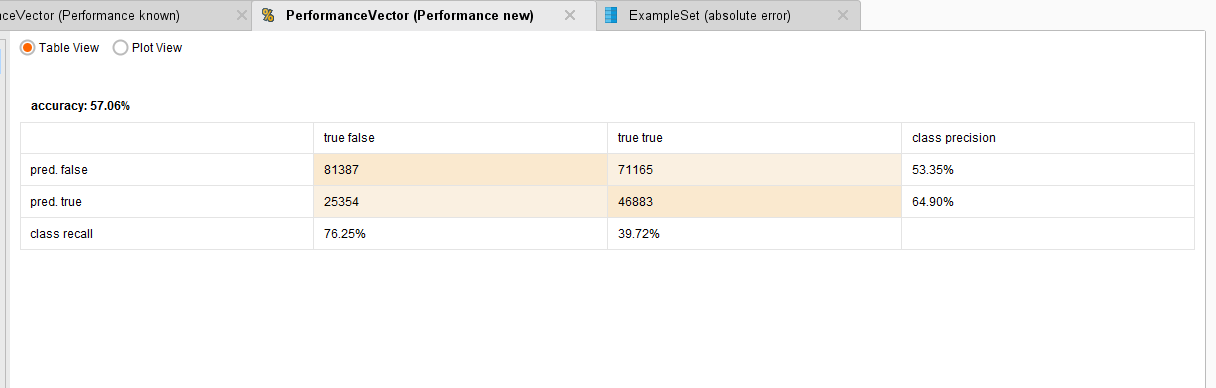 nceVector (Performance known) PerformanceVector (Performance new) ExampleSet (absolute error)
Table View Plot View
accuracy: 57.06%
true false true true class precision
pred. false 81387 71165 53.35%
pred. true 25354 46883 64.90%
class recall 76.25% 39.72%